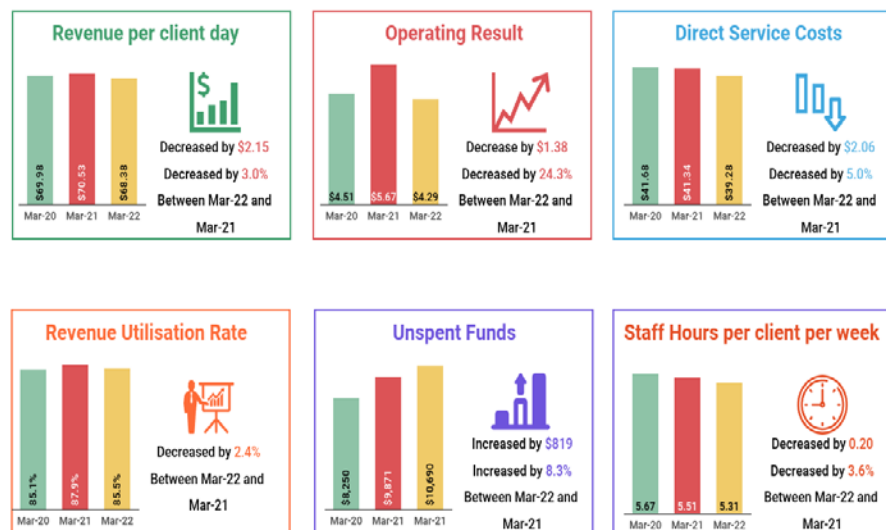 Revenue per client day
$
Decreased by $2.15
Decreased by 3.0%
Between Mar-22 and
Mar-21
$69.98 $70.53 $68.38
Mar-20 Mar-21 Mar-22
Operating Result
Decrease by $1.38
Decreased by 24.3%
Between Mar-22 and
Mar-21
$4.51 $5.67 $4.29
Mar-20 Mar-21 Mar-22
Direct Service Costs
Decreased by $2.06
Decreased by 5.0%
Between Mar-22 and
Mar-21
$41.68 $41.34 $39.28
Mar-20 Mar-21 Mar-22
Revenue Utilisation Rate
Decreased by 2.4%
Between Mar-22 and
Mar-21
85.1% 87.9% 85.5%
Mar-20 Mar-21 Mar-22
Unspent Funds
Increased by $819
Increased by 8.3%
Between Mar-22 and
Mar-21
$8,250 $9,871 $10,690
Mar-20 Mar-21 Mar-21
Staff Hours per client per week
Decreased by 0.20
Decreased by 3.6%
Between Mar-22 and
Mar-21
5.67 5.51 5.31
Mar-20 Mar-21 Mar-22